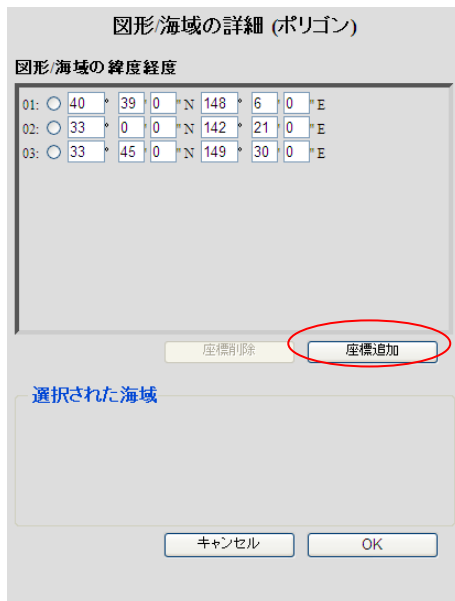 図形/海域の詳細 (ポリゴン)
図形/海域の緯度経度
01: 40 ° 39 ' 0 " N 148 ° 6 ' 0 " E
02: 33 ° 0 ' 0 " N 142 ° 21 ' 0 " E
03: 33 ° 45 ' 0 " N 149 ° 30 ' 0 " E
座標削除 座標追加
選択された海域
キャンセル OK